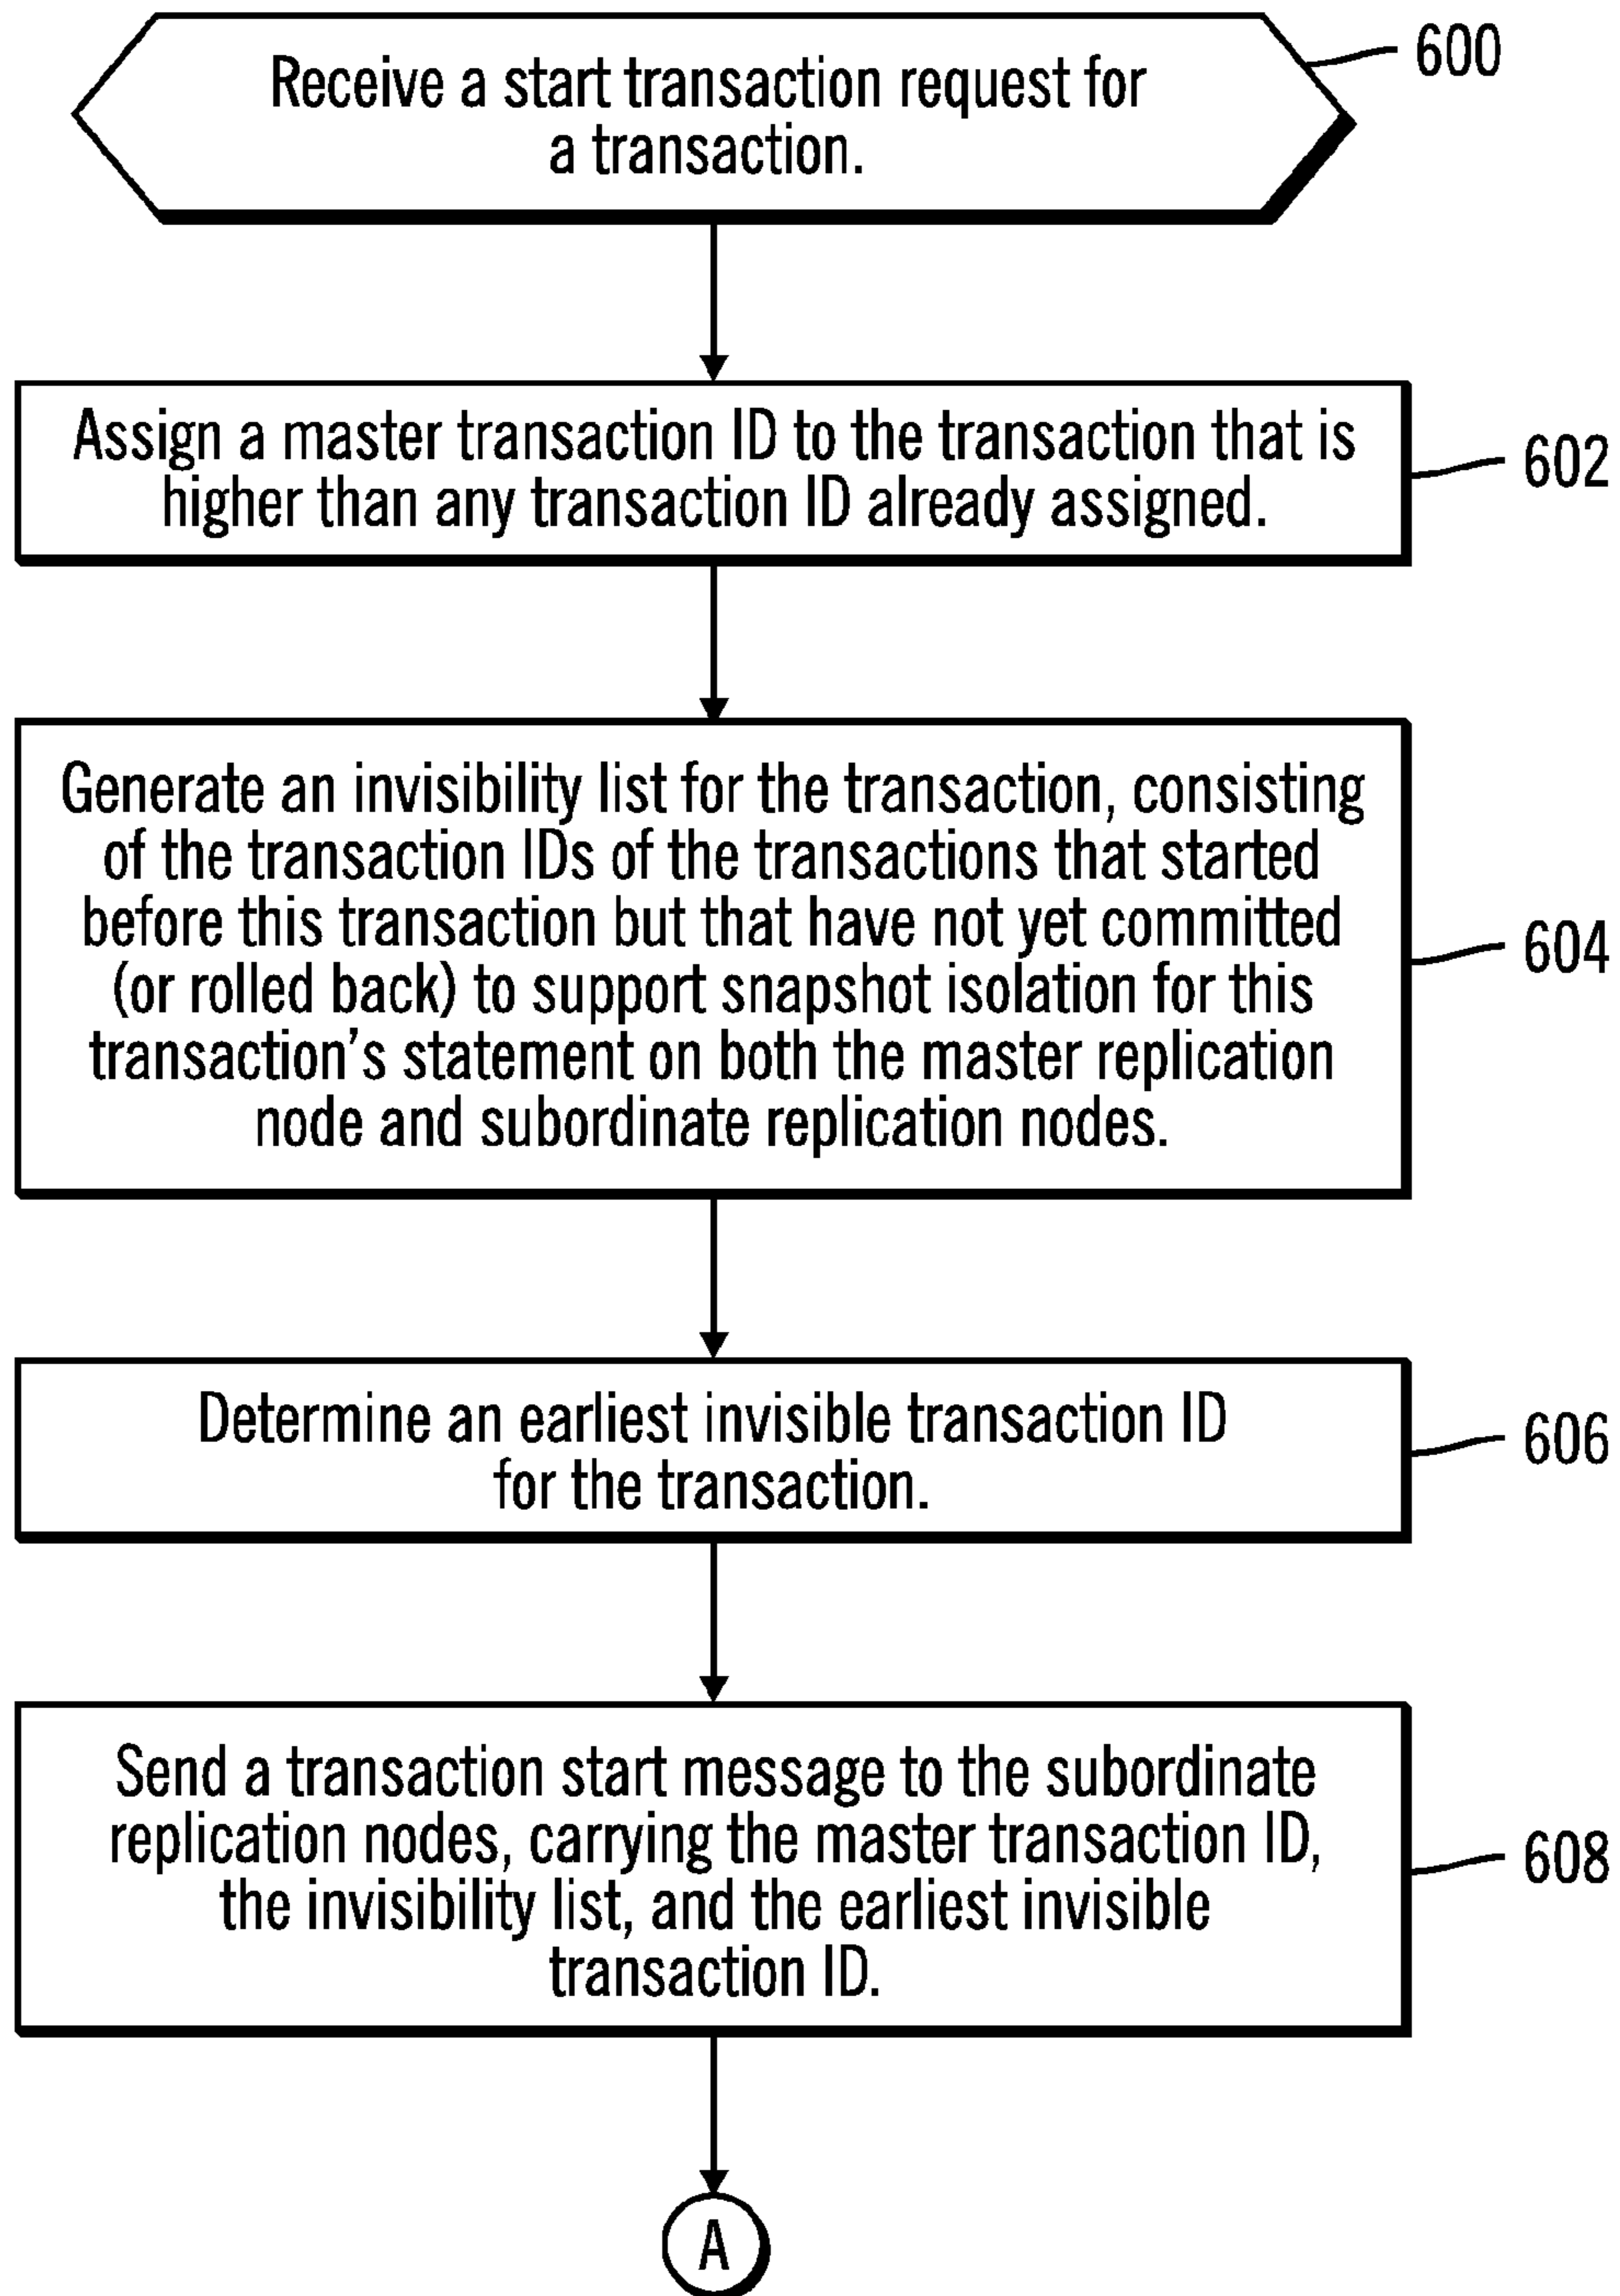 Receive a start transaction request for
a transaction.
600
Assign a master transaction ID to the transaction that is
higher than any transaction ID already assigned.
602
Generate an invisibility list for the transaction, consisting
of the transaction IDs of the transactions that started
before this transaction but that have not yet committed
(or rolled back) to support snapshot isolation for this
transaction's statement on both the master replication
node and subordinate replication nodes.
604
Determine an earliest invisible transaction ID
for the transaction.
606
Send a transaction start message to the subordinate
replication nodes, carrying the master transaction ID,
the invisibility list, and the earliest invisible
transaction ID.
608
A